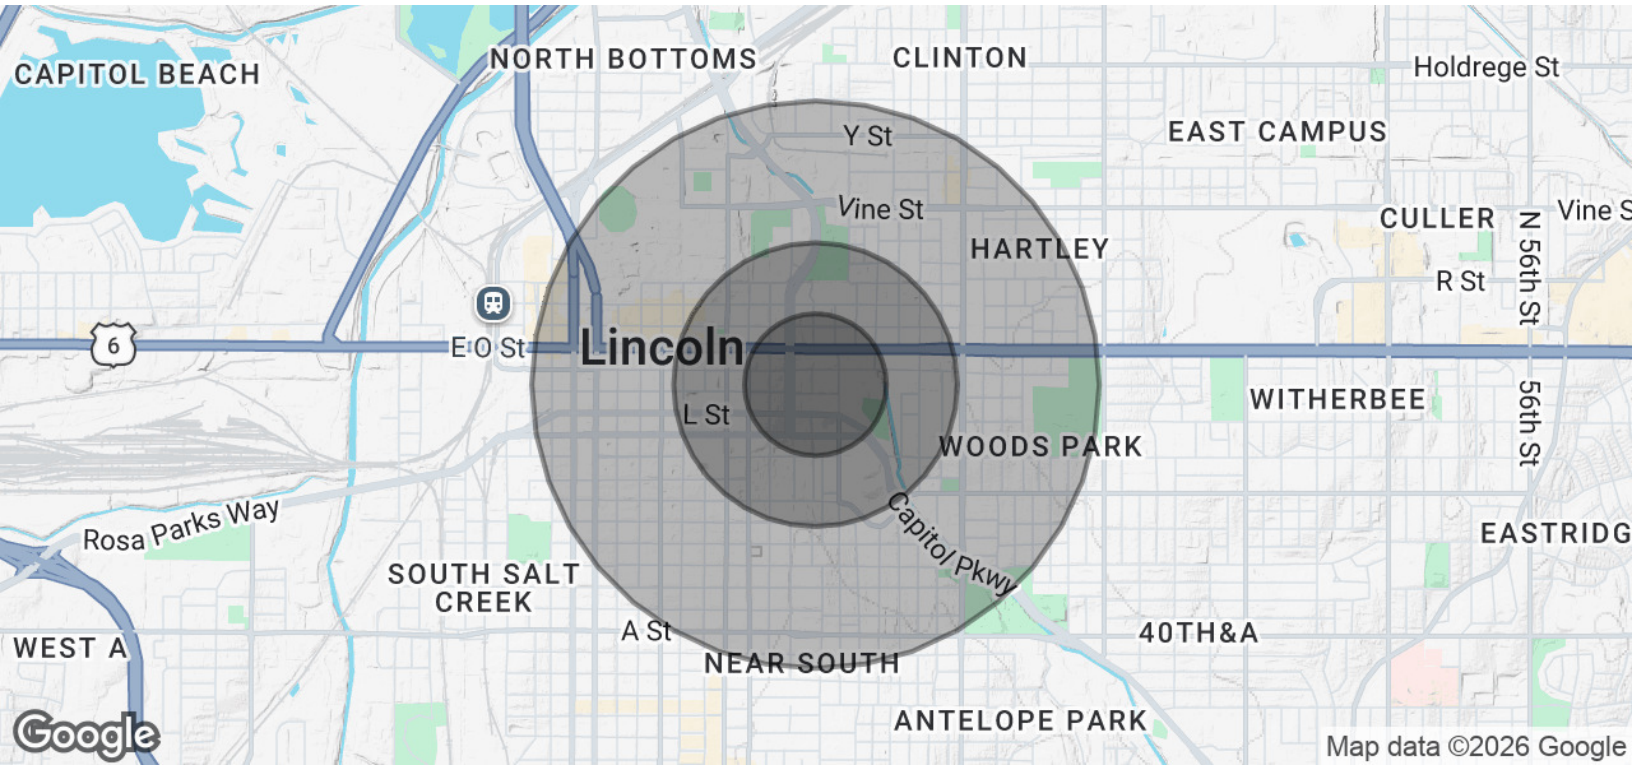 NORTH BOTTOMS
CLINTON
Holdrege St
CAPITOL BEACH
Y St
EAST CAMPUS
Vine St
CULLER
Vine S
N 56th St
HARTLEY
R St
6
E O St
Lincoln
WITHERBEE
56th St
L St
WOODS PARK
Capitol Pkwy
Rosa Parks Way
EASTRIDG
SOUTH SALT
CREEK
A St
40TH&A
WEST A
NEAR SOUTH
ANTELOPE PARK
Google
Map data ©2026 Google